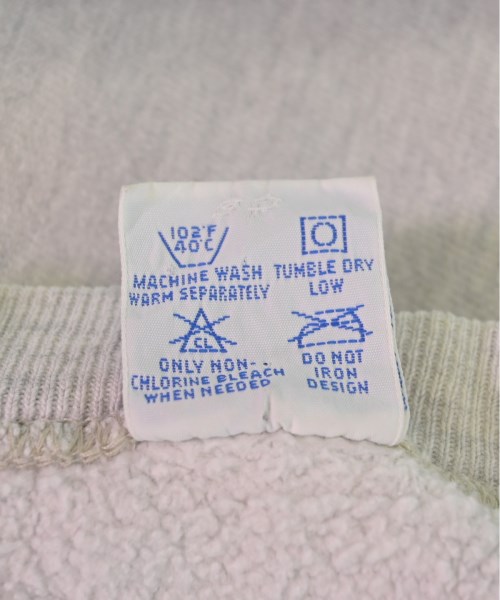 102°F
40°C
MACHINE WASH
WARM SEPARATELY
TUMBLE DRY
LOW
CL
ONLY NON-
CHLORINE BLEACH
WHEN NEEDED
DO NOT
IRON
DESIGN